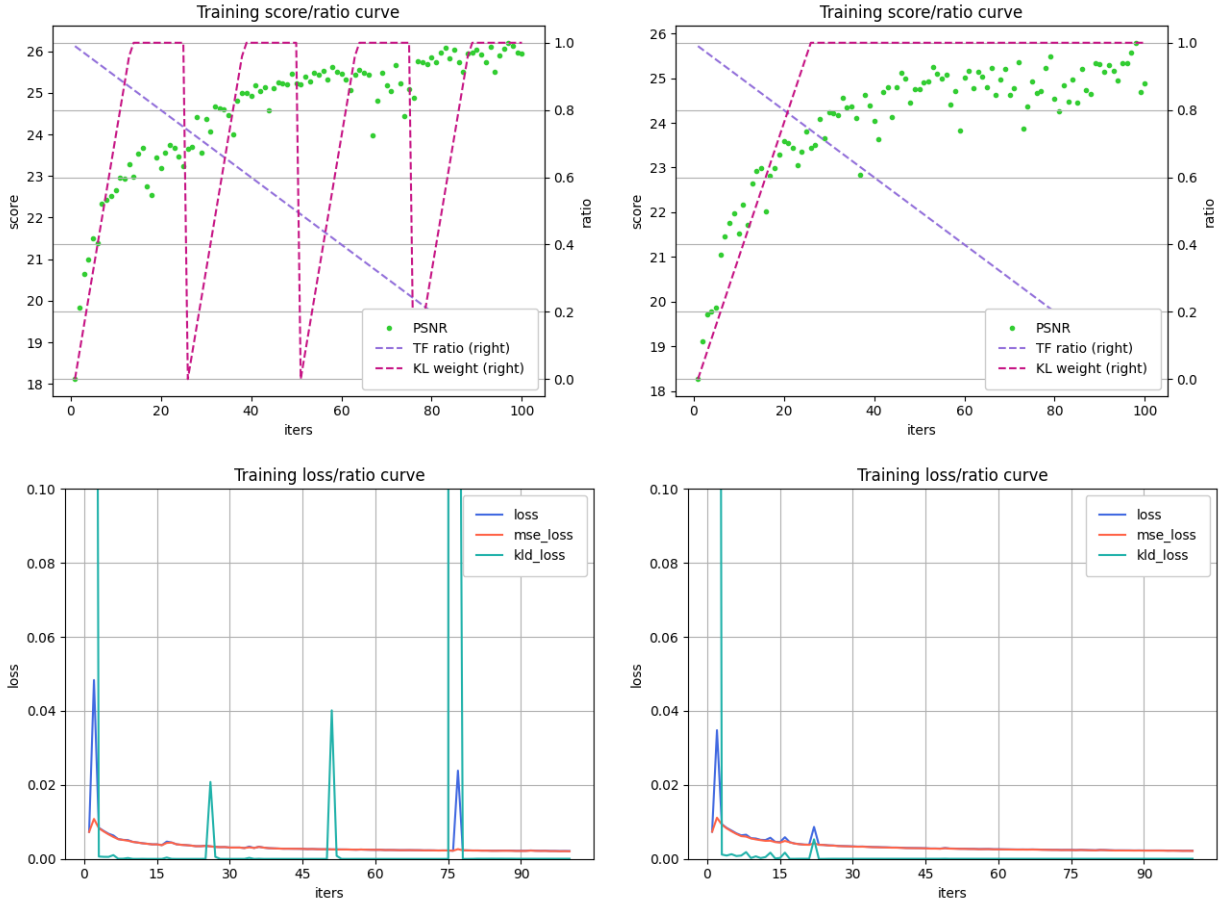 Training score/ratio curve
26
25
24
23
22
21
20
19
18
score
1.0
0.8
0.6
0.4
0.2
0.0
ratio
PSNR
TF ratio (right)
KL weight (right)
0 20 40 60 80 100
iters
Training score/ratio curve
26
25
24
23
22
21
20
19
18
score
1.0
0.8
0.6
0.4
0.2
0.0
ratio
PSNR
TF ratio (right)
KL weight (right)
0 20 40 60 80 100
iters
Training loss/ratio curve
0.10
0.08
0.06
0.04
0.02
0.00
loss
loss
mse_loss
kld_loss
0 15 30 45 60 75 90
iters
Training loss/ratio curve
0.10
0.08
0.06
0.04
0.02
0.00
loss
loss
mse_loss
kld_loss
0 15 30 45 60 75 90
iters